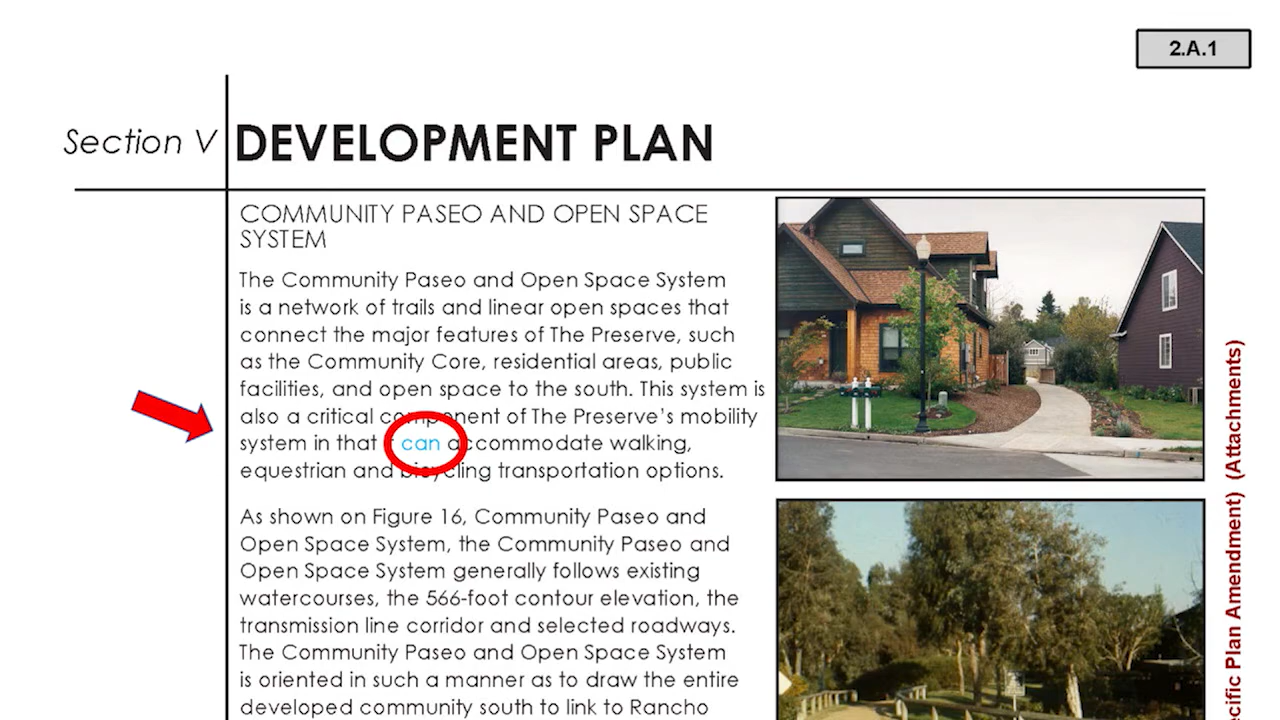 2.A.1
Section V
DEVELOPMENT PLAN
COMMUNITY PASEO AND OPEN SPACE
SYSTEM
The Community Paseo and Open Space System
is a network of trails and linear open spaces that
connect the major features of The Preserve, such
as the Community Core, residential areas, public
facilities, and open space to the south. This system is
also a critical component of The Preserve's mobility
system in that it can accommodate walking,
equestrian and bicycling transportation options.
As shown on Figure 16, Community Paseo and
Open Space System, the Community Paseo and
Open Space System generally follows existing
watercourses, the 566-foot contour elevation, the
transmission line corridor and selected roadways.
The Community Paseo and Open Space System
is oriented in such a manner as to draw the entire
developed community south to link to Rancho
Plan Amendment) (Attachments)